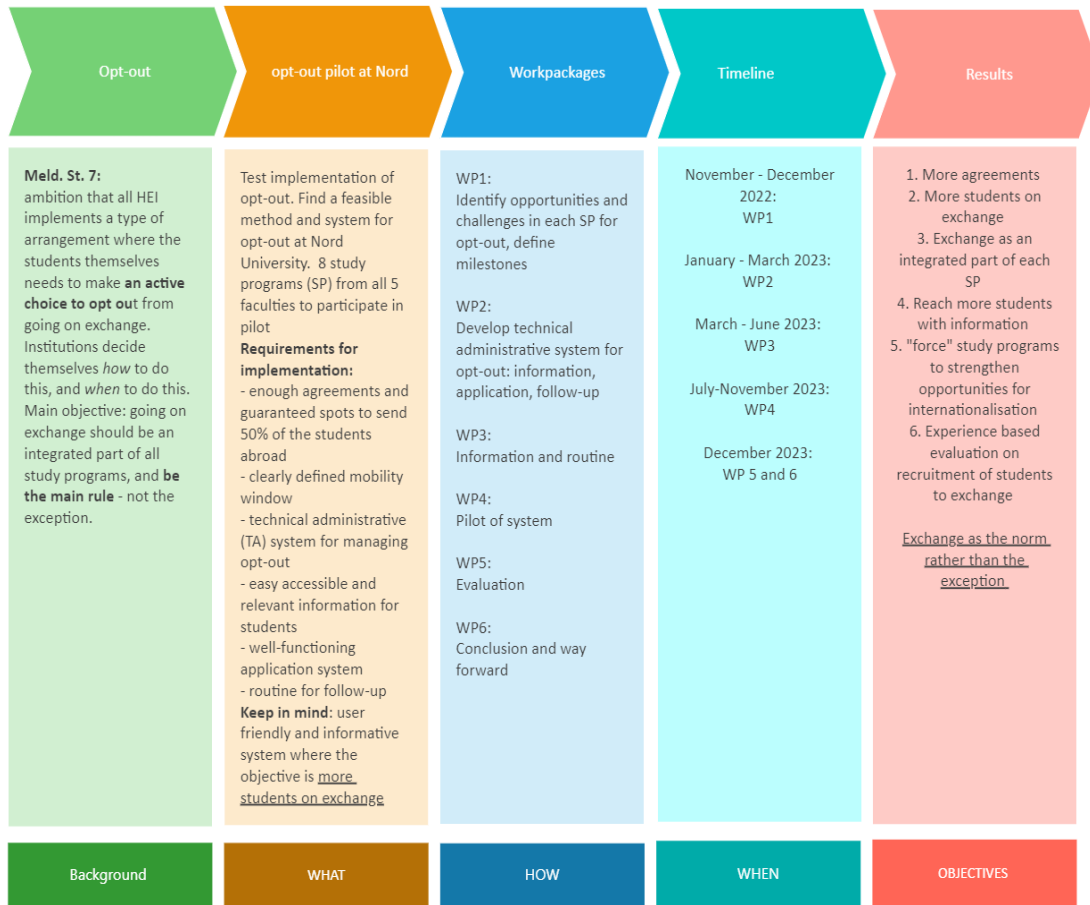 Opt-out
opt-out pilot at Nord
Workpackages
Timeline
Results
Meld. St. 7:
ambition that all HEI
implements a type of
arrangement where the
students themselves
needs to make an active
choice to opt out from
going on exchange.
Institutions decide
themselves how to do
this, and when to do this.
Main objective: going on
exchange should be an
integrated part of all
study programs, and be
the main rule - not the
exception.
Test implementation of
opt-out. Find a feasible
method and system for
opt-out at Nord
University.  8 study
programs (SP) from all 5
faculties to participate in
pilot
Requirements for
implementation:
- enough agreements and
guaranteed spots to send
50% of the students
abroad
- clearly defined mobility
window
- technical administrative
(TA) system for managing
opt-out
- easy accessible and
relevant information for
students
- well-functioning
application system
- routine for follow-up
Keep in mind: user
friendly and informative
system where the
objective is more
students on exchange
WP1:
Identify opportunities and
challenges in each SP for
opt-out, define
milestones
WP2:
Develop technical
administrative system for
opt-out: information,
application, follow-up
WP3:
Information and routine
WP4:
Pilot of system
WP5:
Evaluation
WP6:
Conclusion and way
forward
November - December
2022:
WP1
January - March 2023:
WP2
March - June 2023:
WP3
July-November 2023:
WP4
December 2023:
WP 5 and 6
1. More agreements
2. More students on
exchange
3. Exchange as an
integrated part of each
SP
4. Reach more students
with information
5. "force" study programs
to strengthen
opportunities for
internationalisation
6. Experience based
evaluation on
recruitment of students
to exchange
Exchange as the norm
rather than the
exception
Background
WHAT
HOW
WHEN
OBJECTIVES